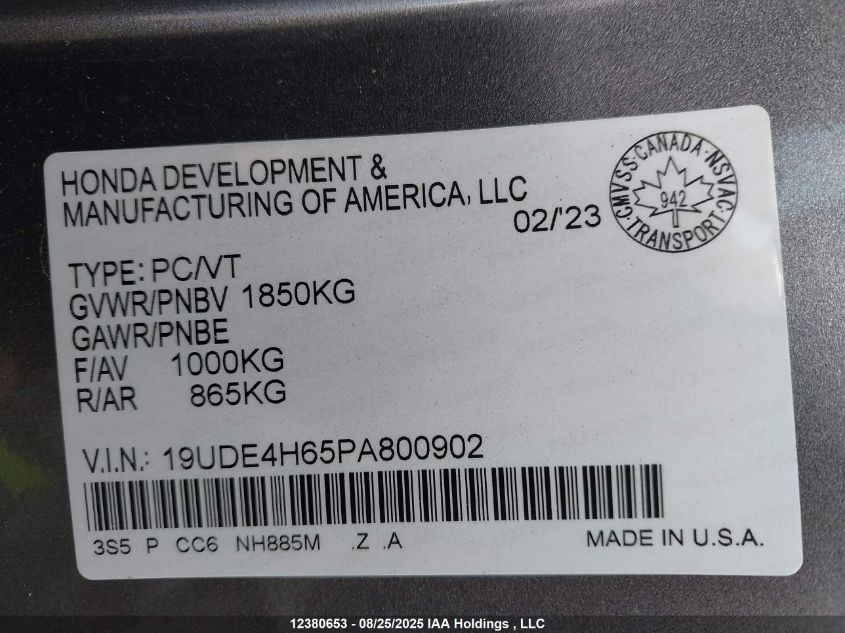 HONDA DEVELOPMENT &
MANUFACTURING OF AMERICA, LLC
02/'23
CMVSS · CANADA · NSVAC · TRANSPORT ·
942
TYPE: PC/VT
GVWR/PNBV 1850KG
GAWR/PNBE
F/AV 1000KG
R/AR 865KG
V.I.N.: 19UDE4H65PA800902
3S5 P CC6 NH885M .Z .A
MADE IN U.S.A.
12380653 - 08/25/2025 IAA Holdings , LLC